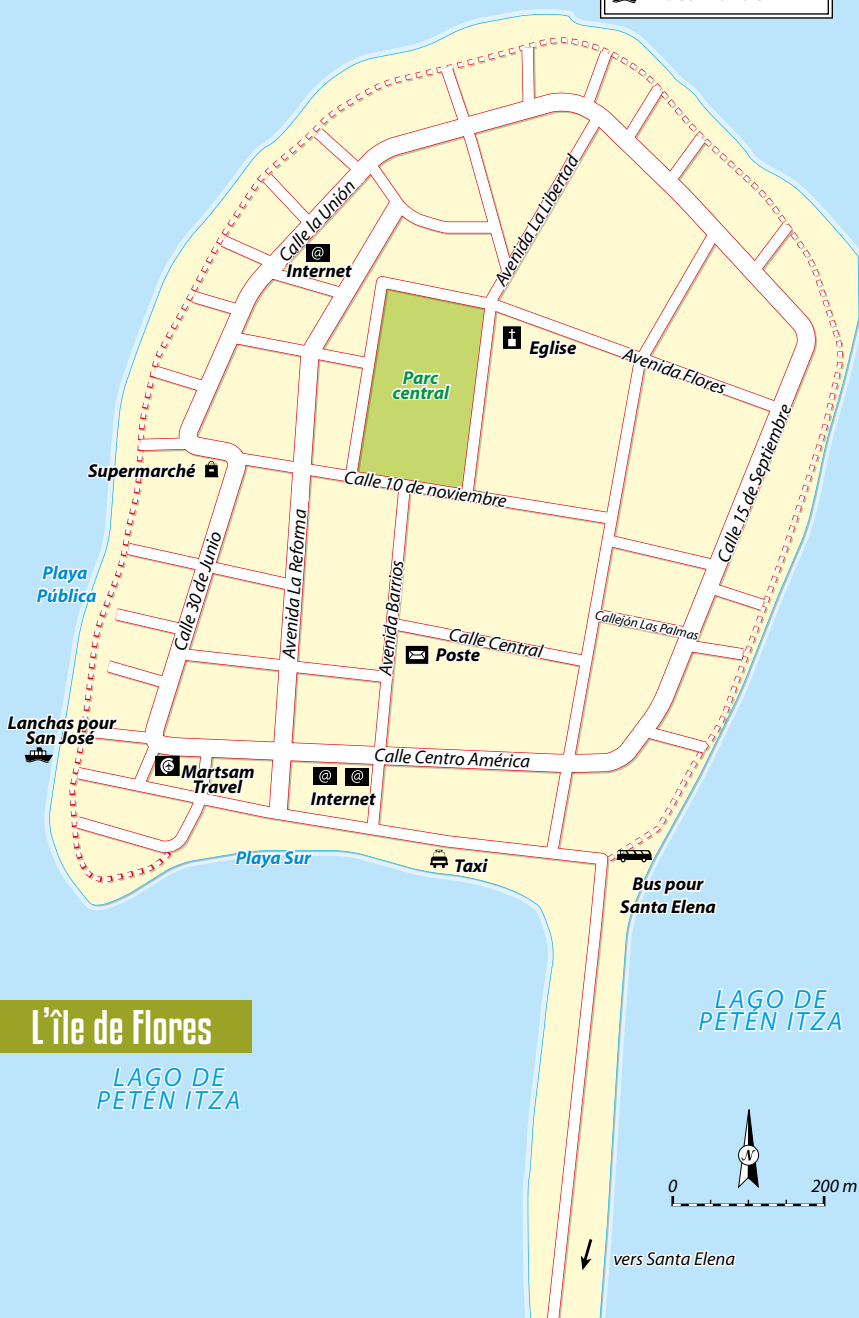 Calle la Unión
@
Internet
Avenida La Libertad
Eglise
Avenida Flores
Parc
central
Supermarché
Calle 10 de noviembre
Calle 15 de Septiembre
Playa
Pública
Calle 30 de Junio
Avenida La Reforma
Avenida Barrios
Calle Central
Callejón Las Palmas
Poste
Lanchas pour
San José
Martsam
Travel
Calle Centro América
@ @
Internet
Playa Sur
Taxi
Bus pour
Santa Elena
L'île de Flores
LAGO DE
PETÉN ITZA
LAGO DE
PETÉN ITZA
N
0 200 m
vers Santa Elena